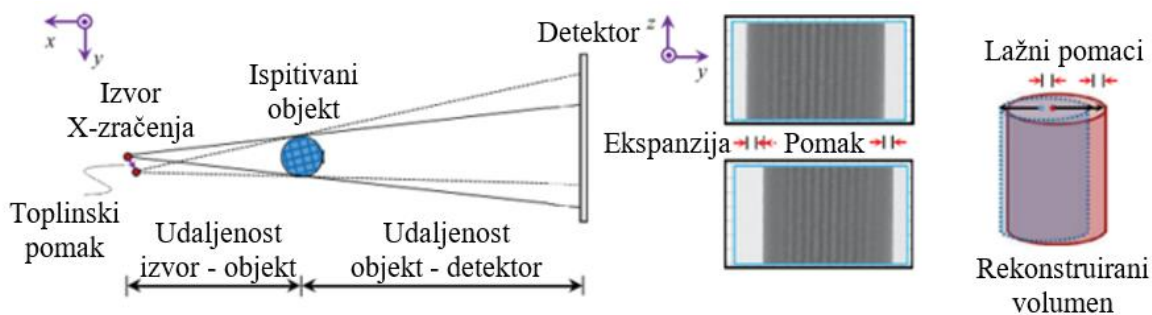 x
y
Izvor
X-zračenja
Ispitivani
objekt
Detektor
Toplinski
pomak
Udaljenost
izvor - objekt
Udaljenost
objekt - detektor
z
y
Ekspanzija
Pomak
Lažni pomaci
Rekonstruirani
volumen